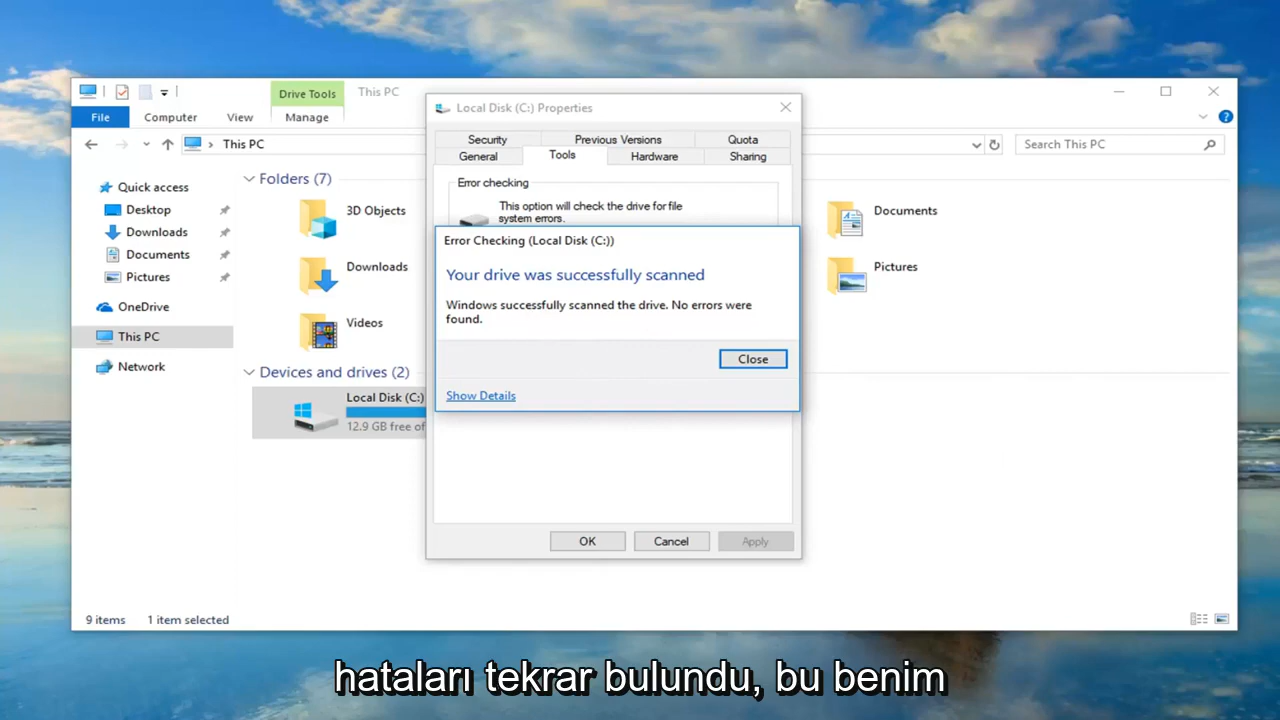 Drive Tools
This PC
File
Computer
View
Manage
This PC
Search This PC
Quick access
Desktop
Downloads
Documents
Pictures
OneDrive
This PC
Network
Folders (7)
3D Objects
Downloads
Videos
Documents
Pictures
Devices and drives (2)
Local Disk (C:)
12.9 GB free of
9 items
1 item selected
Local Disk (C:) Properties
Security
Previous Versions
Quota
General
Tools
Hardware
Sharing
Error checking
This option will check the drive for file
system errors.
Error Checking (Local Disk (C:))
Your drive was successfully scanned
Windows successfully scanned the drive. No errors were
found.
Close
Show Details
OK
Cancel
Apply
hataları tekrar bulundu, bu benim